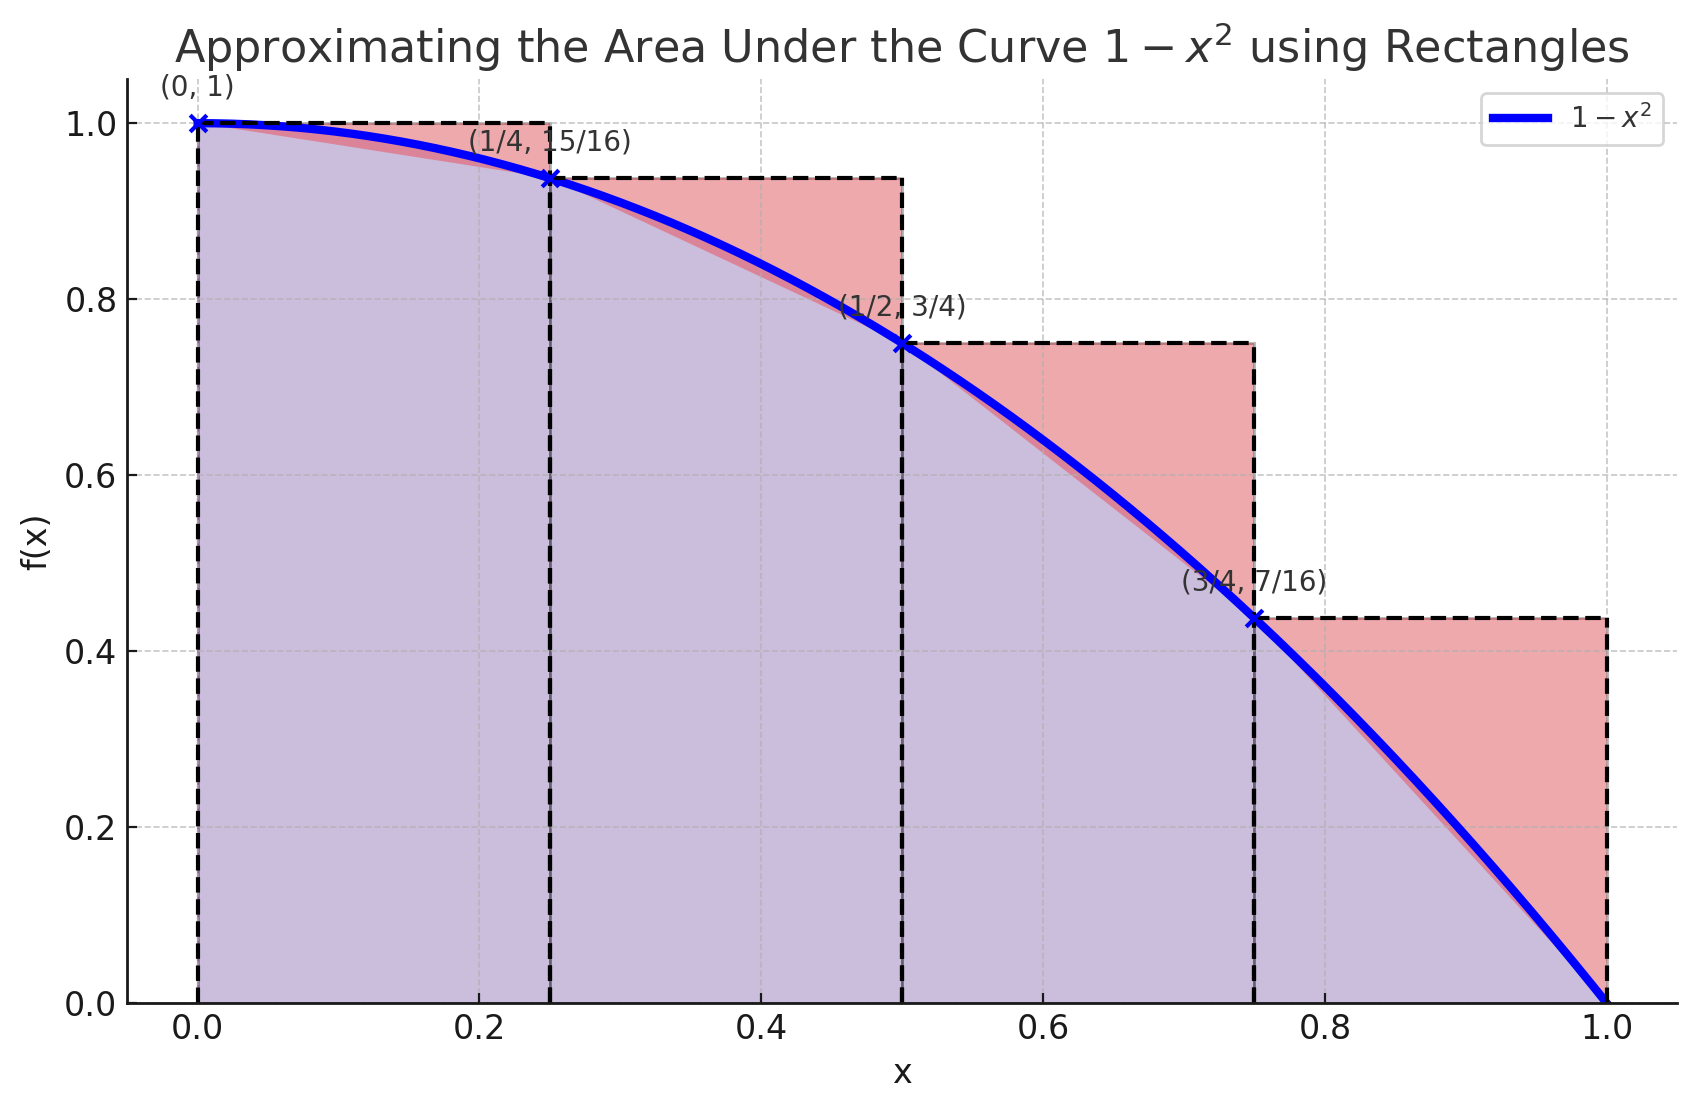 Approximating the Area Under the Curve 1 − x² using Rectangles
(0, 1)
1 − x²
(1/4, 15/16)
(1/2, 3/4)
(3/4, 7/16)
f(x)
1.0
0.8
0.6
0.4
0.2
0.0
0.0 0.2 0.4 0.6 0.8 1.0
x